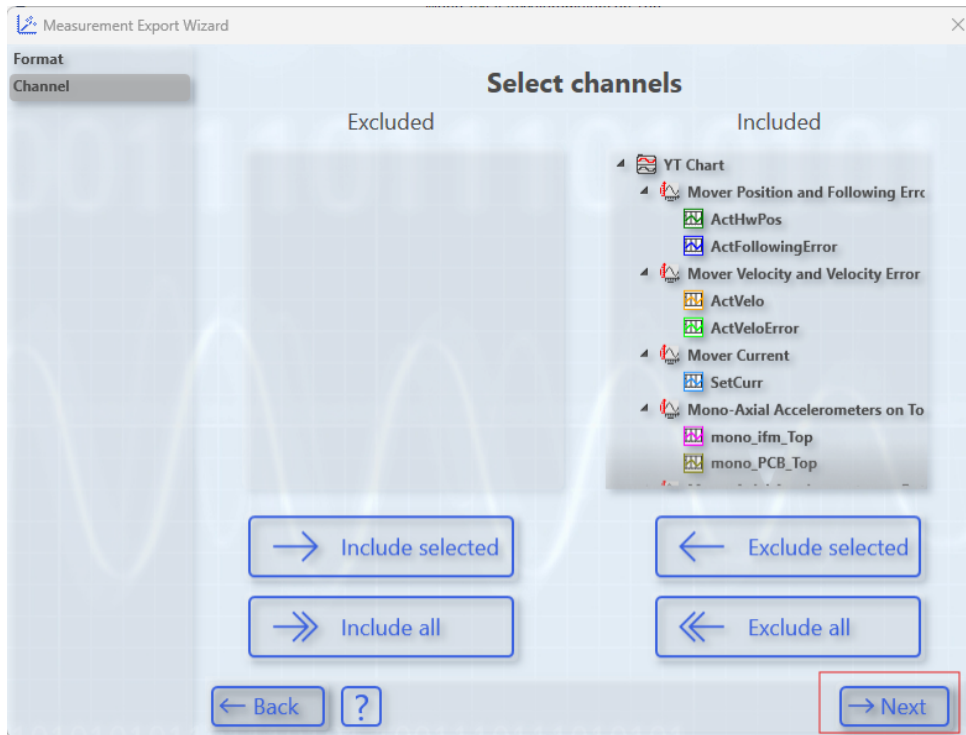 Measurement Export Wizard
Format
Channel
Select channels
Excluded
Included
YT Chart
Mover Position and Following Errc
ActHwPos
ActFollowingError
Mover Velocity and Velocity Error
ActVelo
ActVeloError
Mover Current
SetCurr
Mono-Axial Accelerometers on To
mono_ifm_Top
mono_PCB_Top
Include selected
Exclude selected
Include all
Exclude all
Back
?
Next